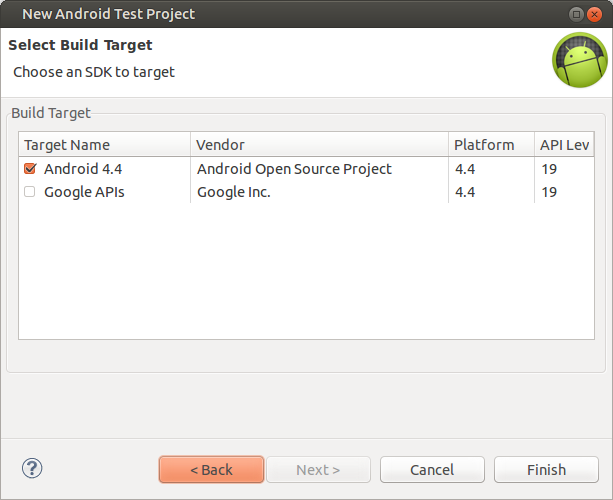 New Android Test Project
Select Build Target
Choose an SDK to target
Build Target
Target Name Vendor Platform API Lev
Android 4.4 Android Open Source Project 4.4 19
Google APIs Google Inc. 4.4 19
? < Back Next > Cancel Finish